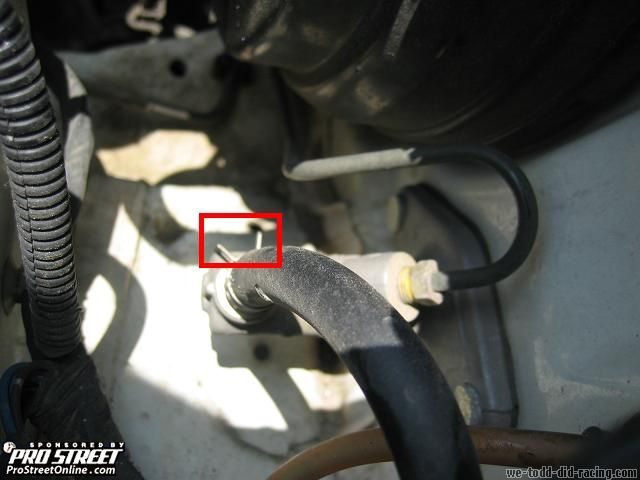 SPONSORED BY
PRO STREET
ProStreetOnline.com
we-todd-did-racing.com